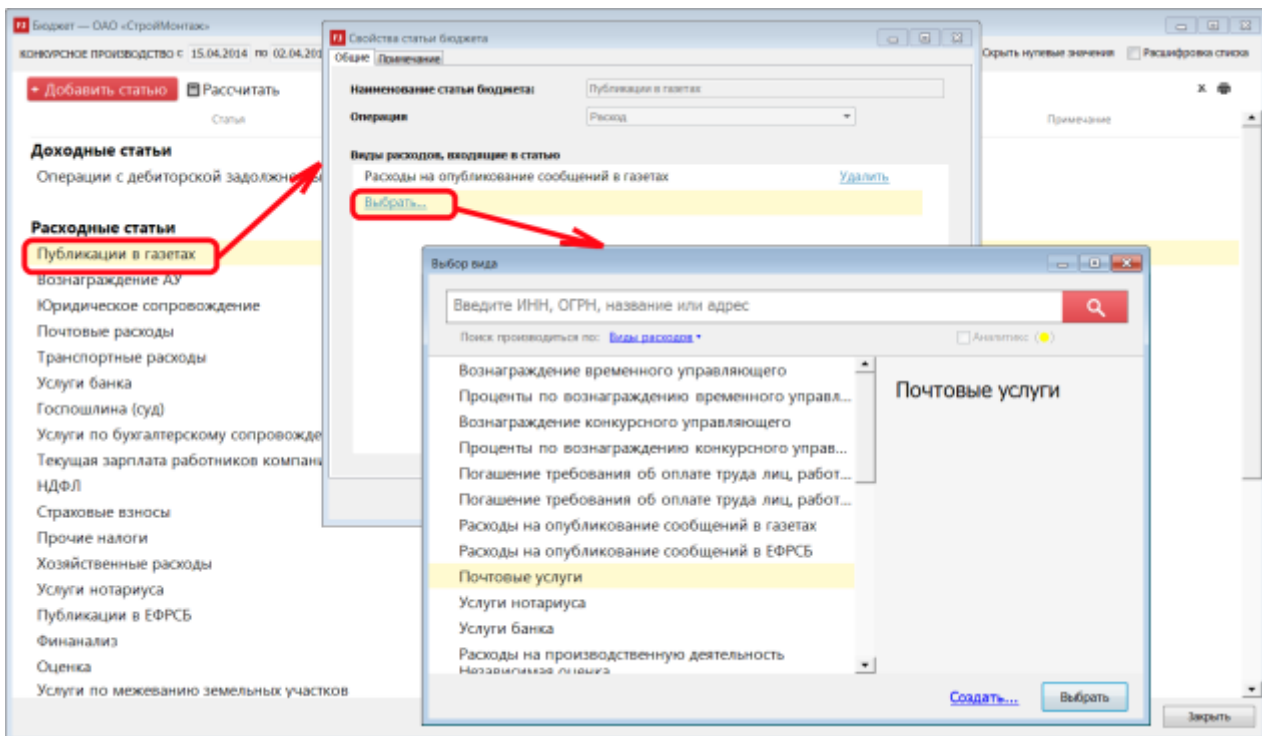 Бюджет — ОАО «СтройМонтаж»
КОНКУРСНОЕ ПРОИЗВОДСТВО с 15.04.2014 по 02.04.201
Скрыть нулевые значения Расшифровка списка
+ Добавить статью Рассчитать
Статья
Примечание
Доходные статьи
Операции с дебиторской
Расходные статьи
Публикации в газетах
Вознаграждение АУ
Юридическое сопровождение
Почтовые расходы
Транспортные расходы
Услуги банка
Госпошлина (суд)
Услуги по бухгалтерскому сопровожде
Текущая зарплата работников компан
НДФЛ
Страховые взносы
Прочие налоги
Хозяйственные расходы
Услуги нотариуса
Публикации в ЕФРСБ
Финанализ
Оценка
Услуги по межеванию земельных участков
Закрыть
Свойства статьи бюджета
Общие Примечание
Наименование статьи бюджета: Публикации в газетах
Операция Расход
Виды расходов, входящие в статью
Расходы на опубликование сообщений в газетах Удалить
Выбрать...
Выбор вида
Введите ИНН, ОГРН, название или адрес
Поиск производиться по: Виды расходов Аналитикс ( )
Вознаграждение временного управляющего
Проценты по вознаграждению временного управл...
Вознаграждение конкурсного управляющего
Проценты по вознаграждению конкурсного управ...
Погашение требования об оплате труда лиц, работ...
Погашение требования об оплате труда лиц, работ...
Расходы на опубликование сообщений в газетах
Расходы на опубликование сообщений в ЕФРСБ
Почтовые услуги
Услуги нотариуса
Услуги банка
Расходы на производственную деятельность
Независимая оценка
Почтовые услуги
Создать... Выбрать